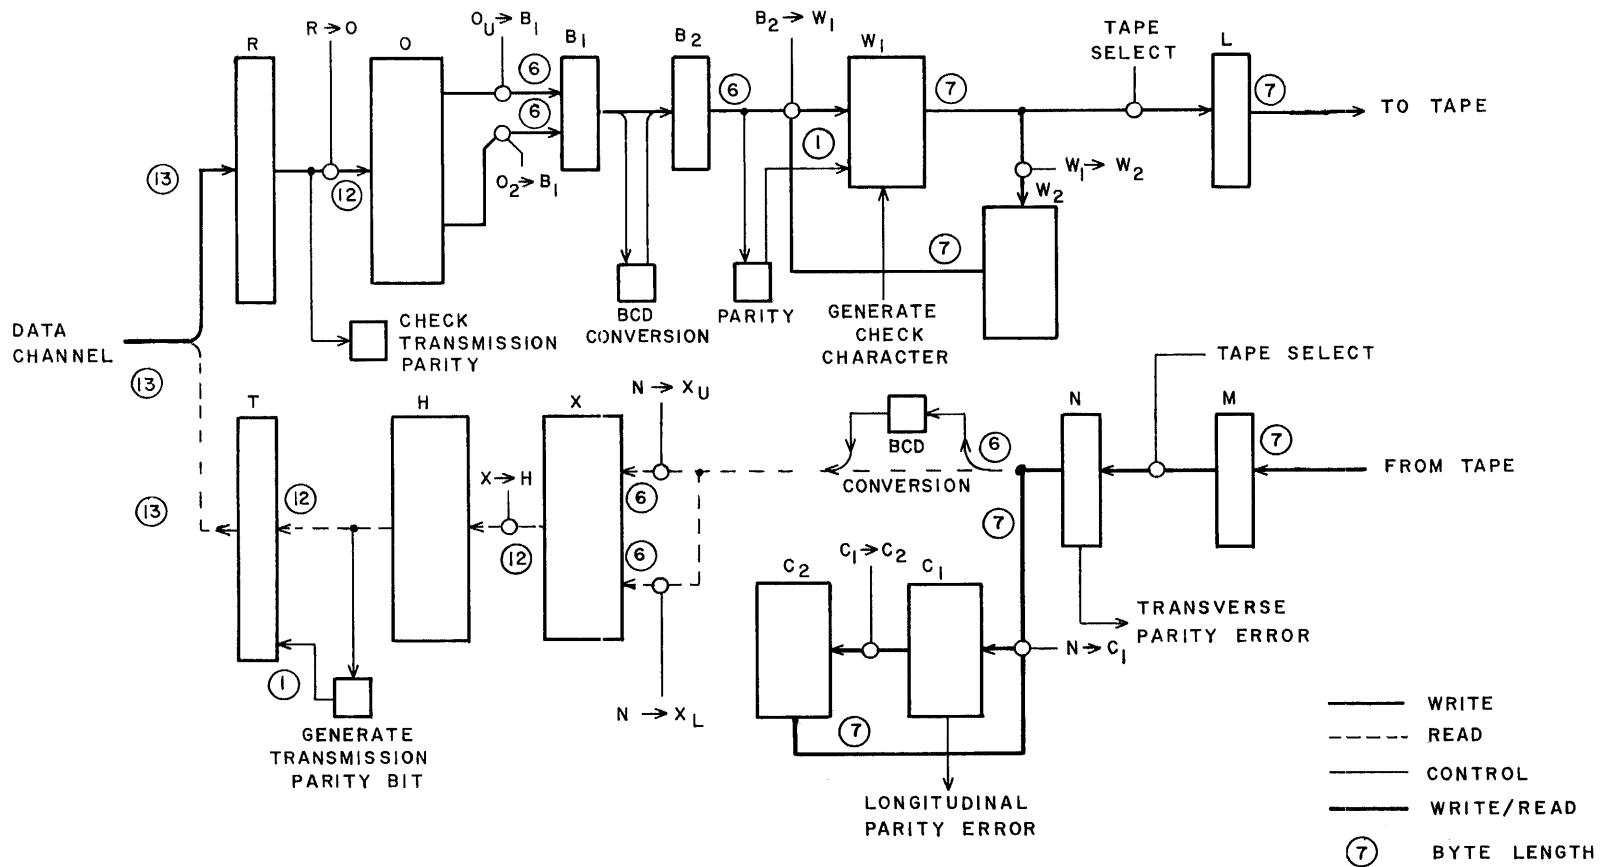 R → O
O_U → B_1
B_2 → W_1
TAPE
SELECT
R
O
B_1
B_2
W_1
L
6
6
6
7
7
TO TAPE
13
12
O_2 → B_1
1
W_1 → W_2
W_2
7
DATA
CHANNEL
CHECK
TRANSMISSION
PARITY
BCD
CONVERSION
PARITY
GENERATE
CHECK
CHARACTER
13
T
H
X
N → X_U
BCD
6
N
M
TAPE SELECT
7
FROM TAPE
CONVERSION
X → H
12
6
13
12
6
7
C_2
C_1 → C_2
C_1
TRANSVERSE
PARITY ERROR
N → C_1
1
N → X_L
7
GENERATE
TRANSMISSION
PARITY BIT
LONGITUDINAL
PARITY ERROR
WRITE
READ
CONTROL
WRITE/READ
7 BYTE LENGTH